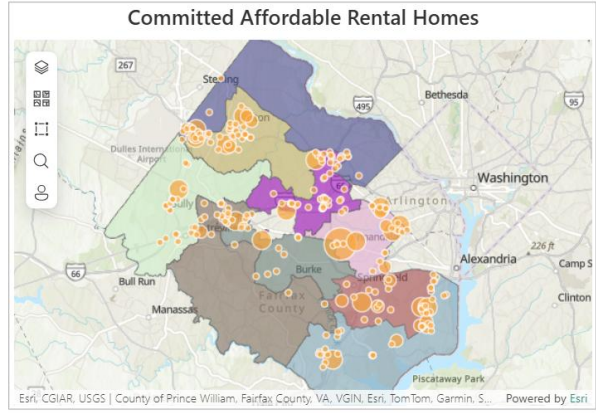 Committed Affordable Rental Homes
267
Sterling
495
Bethesda
95
Dulles International
Airport
Washington
Arlington
226 ft
Alexandria
Camp S
66
Burke
Springfield
Bull Run
Fairfax
County
Clinton
Manassas
Piscataway Park
Esri, CGIAR, USGS | County of Prince William, Fairfax County, VA, VGIN, Esri, TomTom, Garmin, S... Powered by Esri